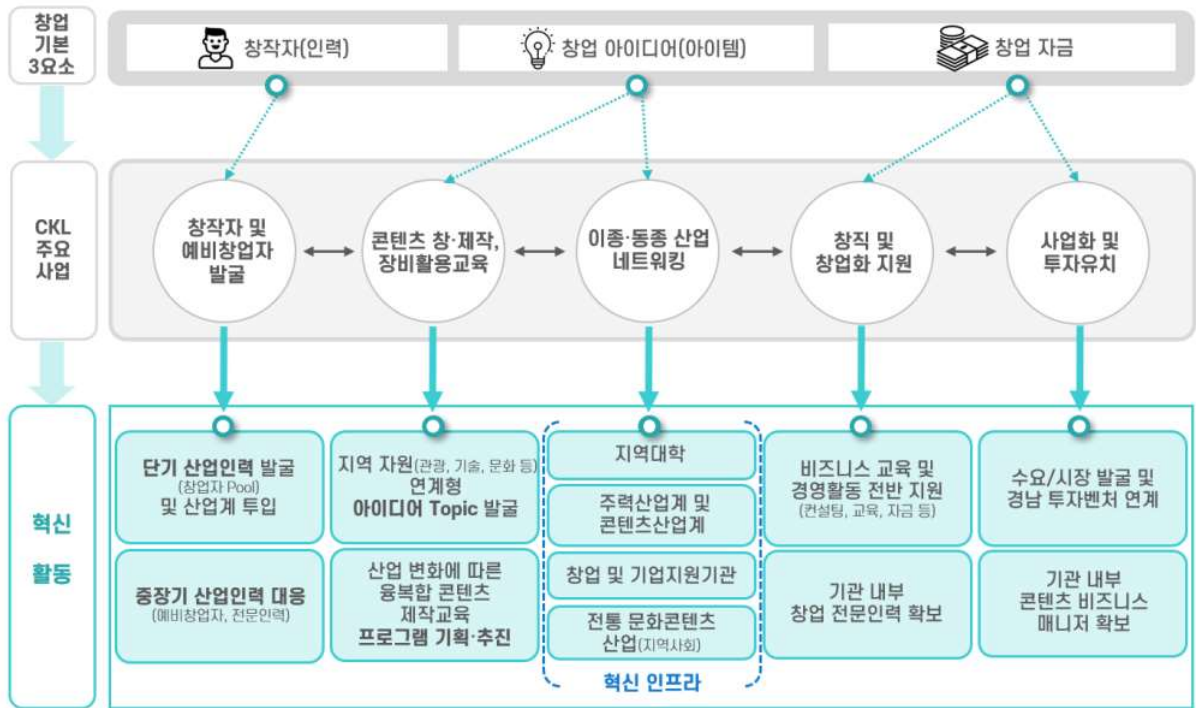 창업
기본
3요소
창작자(인력)
창업 아이디어(아이템)
창업 자금
CKL
주요
사업
창작자 및
예비창업자
발굴
콘텐츠 창·제작,
장비활용교육
이종·동종 산업
네트워킹
창직 및
창업화 지원
사업화 및
투자유치
혁신
활동
단기 산업인력 발굴
(창업자 Pool)
및 산업계 투입
중장기 산업인력 대응
(예비창업자, 전문인력)
지역 자원(관광, 기술, 문화 등)
연계형
아이디어 Topic 발굴
산업 변화에 따른
융복합 콘텐츠
제작교육
프로그램 기획·추진
지역대학
주력산업계 및
콘텐츠산업계
창업 및 기업지원기관
전통 문화콘텐츠
산업(지역사회)
혁신 인프라
비즈니스 교육 및
경영활동 전반 지원
(컨설팅, 교육, 자금 등)
기관 내부
창업 전문인력 확보
수요/시장 발굴 및
경남 투자벤처 연계
기관 내부
콘텐츠 비즈니스
매니저 확보